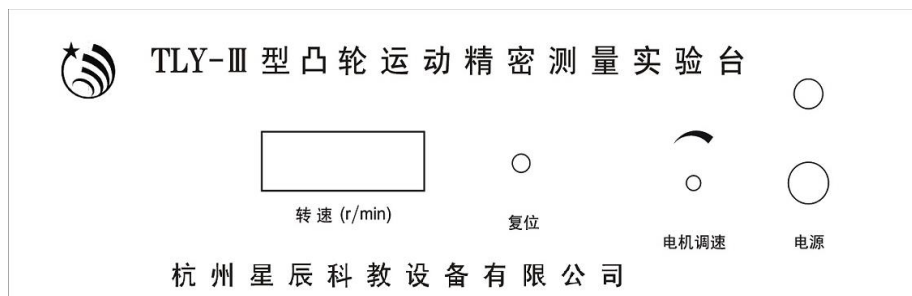 TLY-Ⅲ型凸轮运动精密测量实验台
转速 (r/min)
复位
电机调速
电源
杭州星辰科教设备有限公司